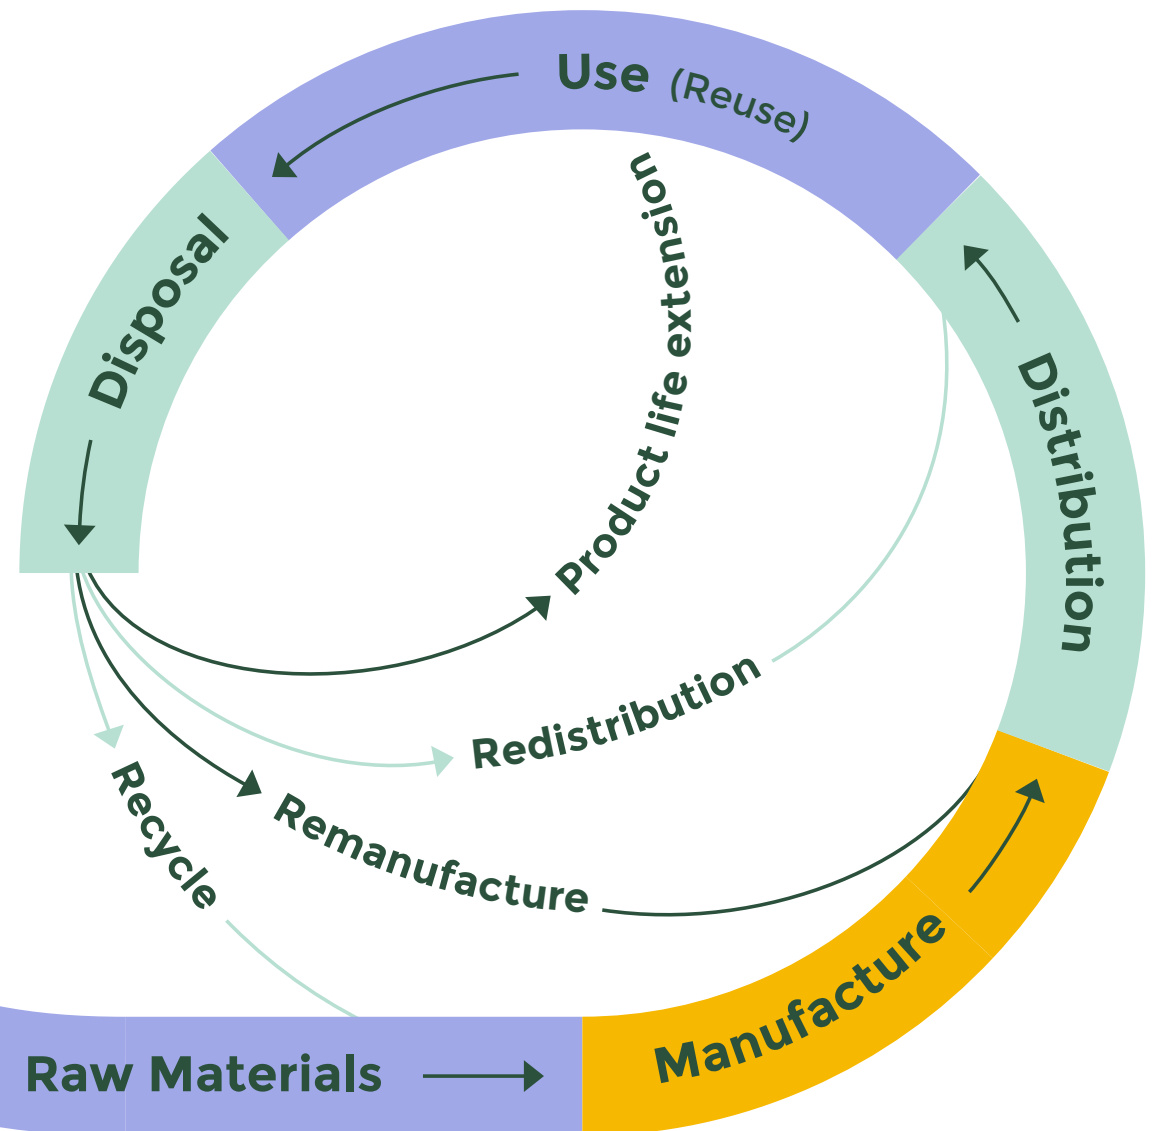 Use (Reuse)
Disposal
Distribution
Product life extension
Redistribution
Recycle
Remanufacture
Manufacture
Raw Materials